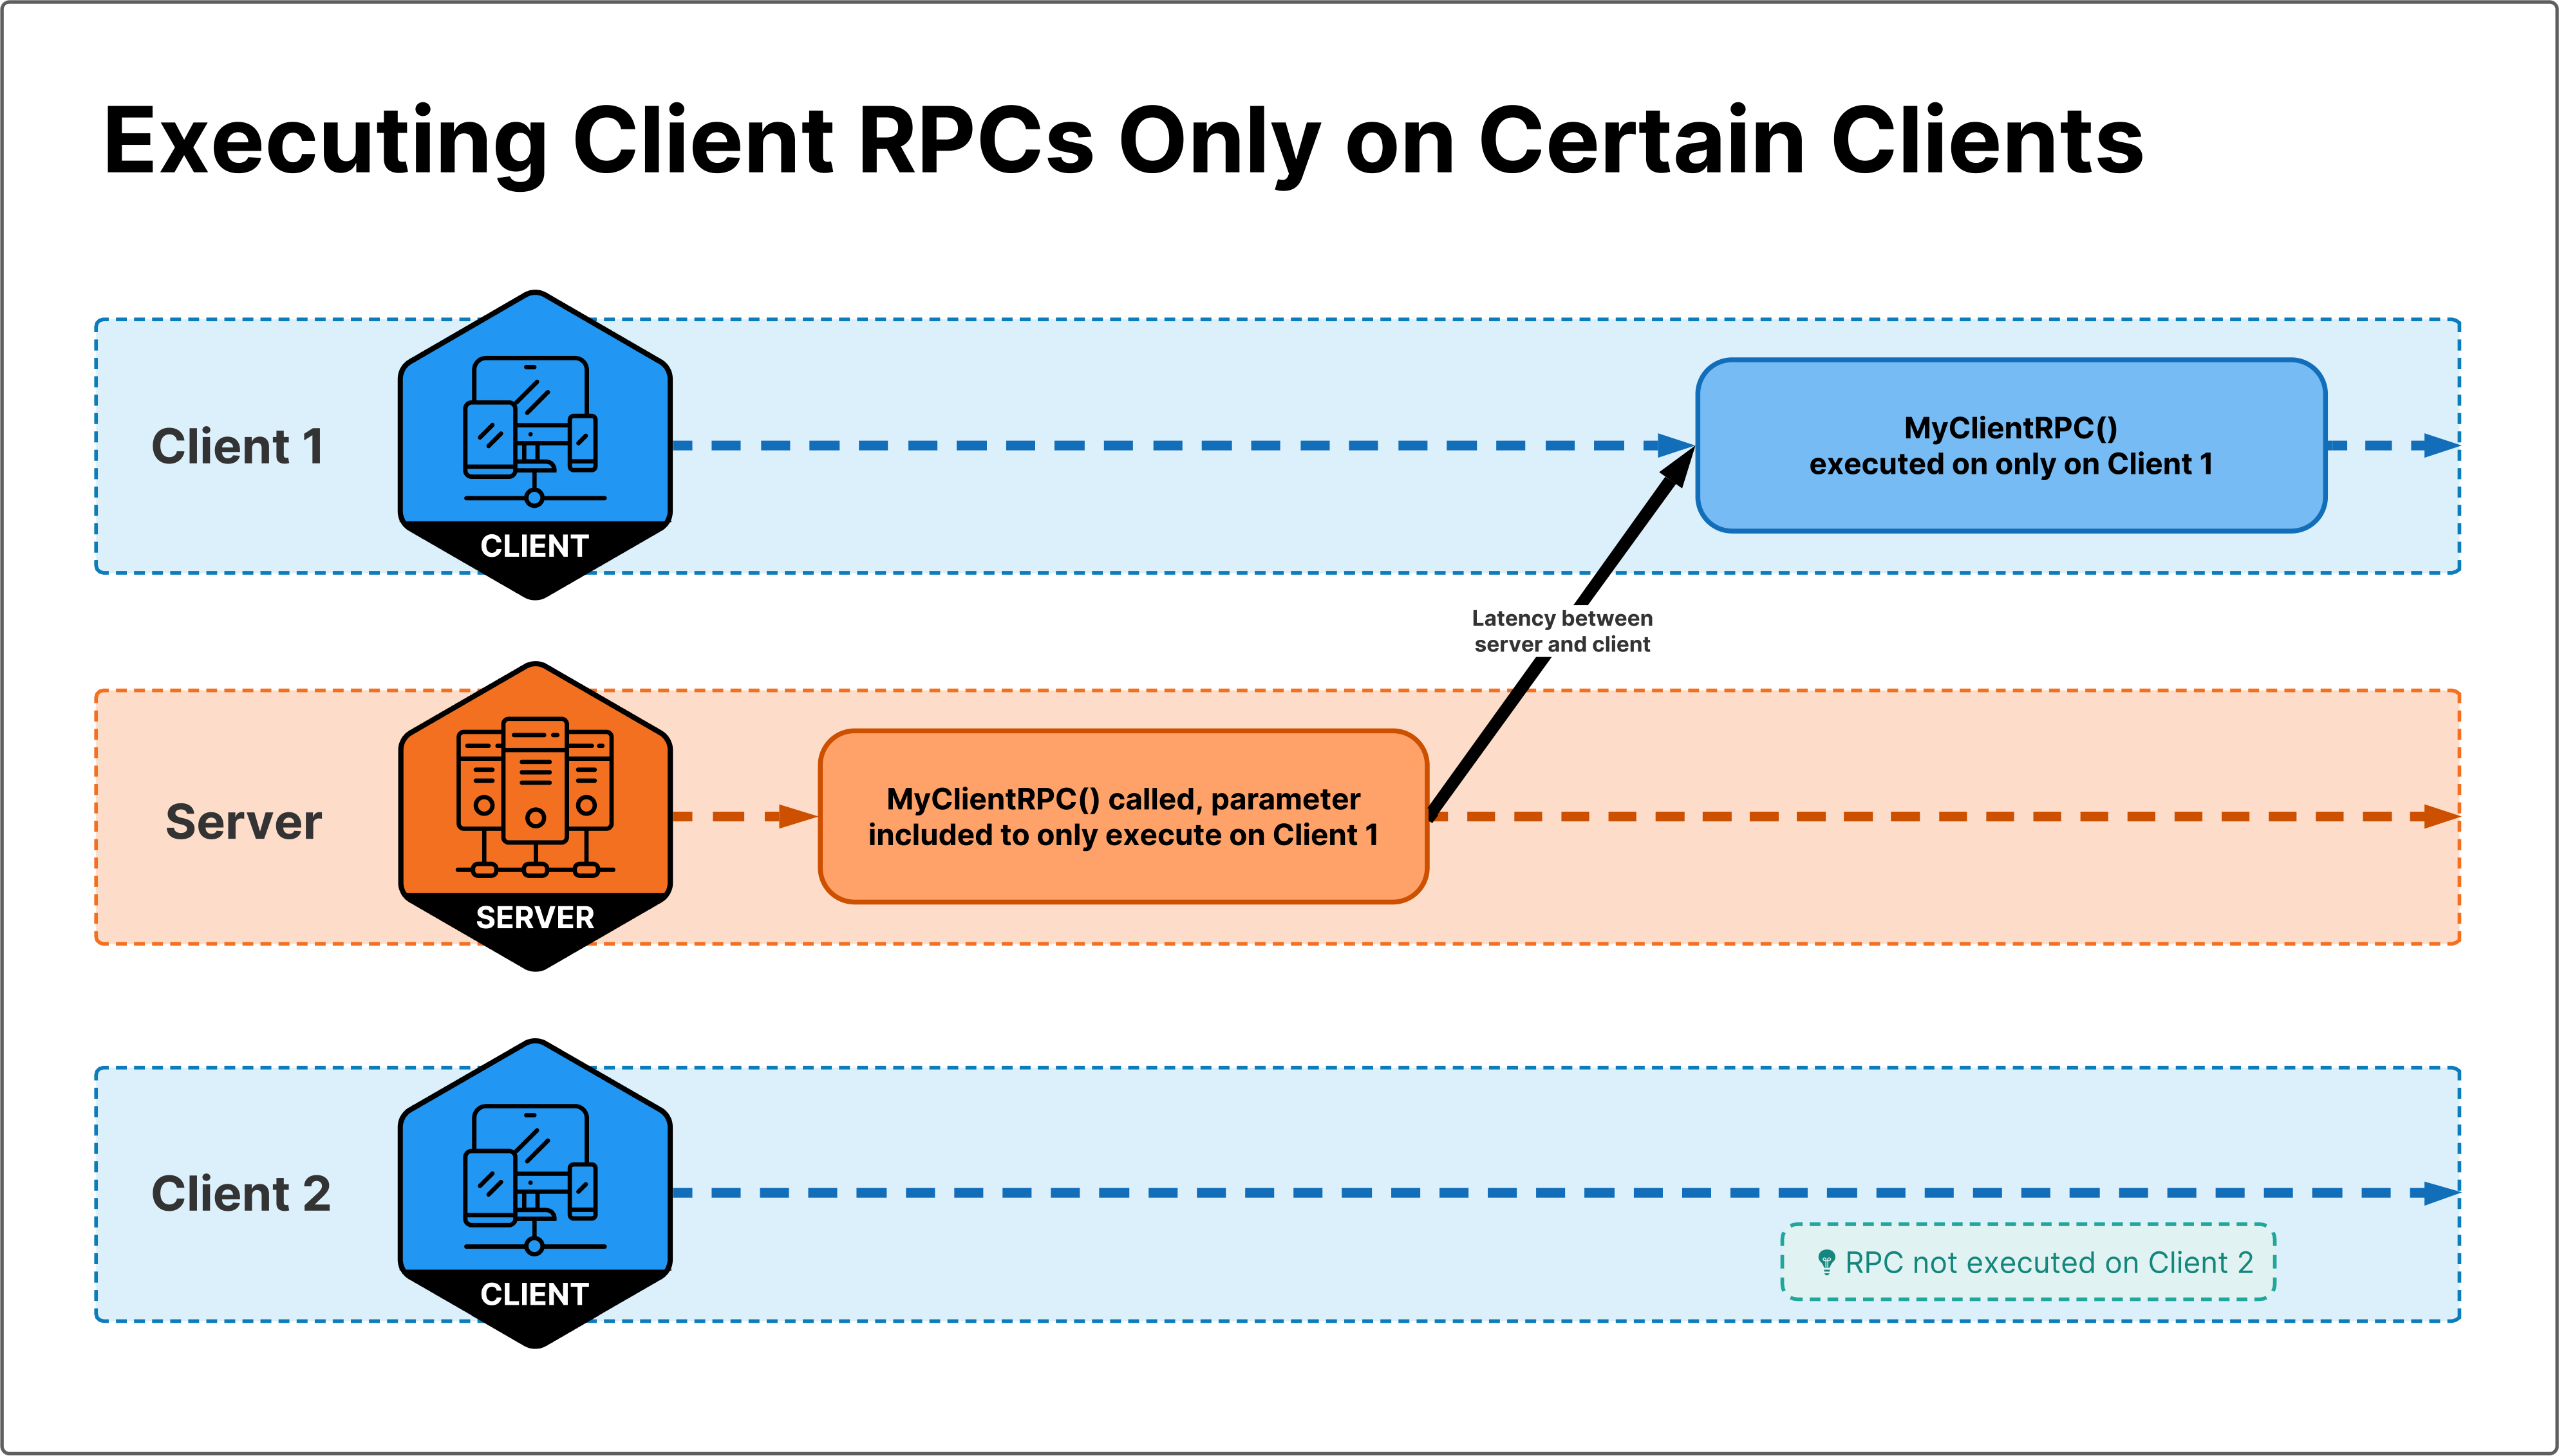 Executing Client RPCs Only on Certain Clients
Client 1
CLIENT
MyClientRPC()
executed on only on Client 1
Latency between
server and client
Server
SERVER
MyClientRPC() called, parameter
included to only execute on Client 1
Client 2
CLIENT
RPC not executed on Client 2